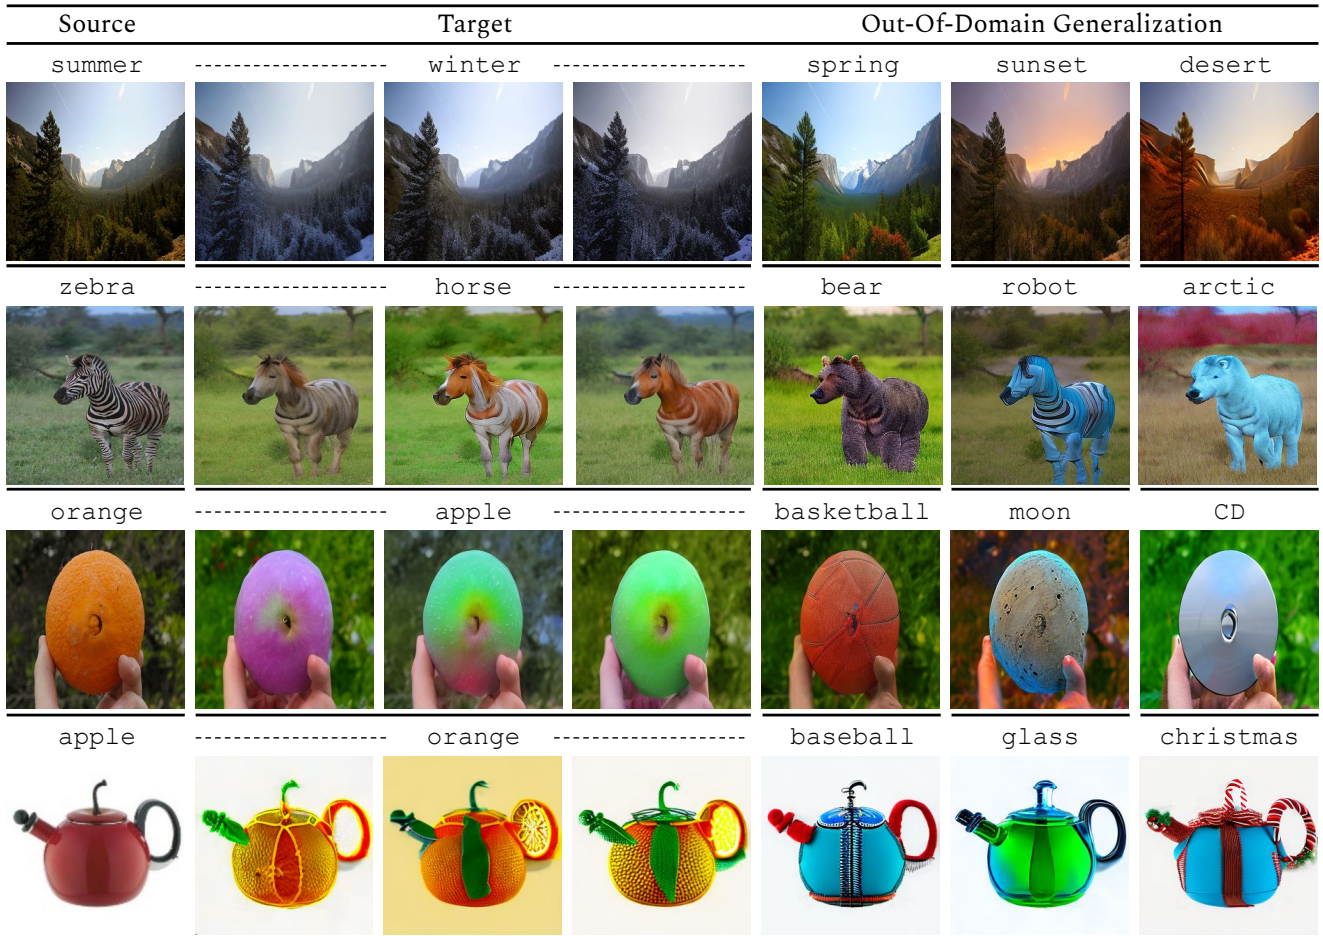 Source Target Out-Of-Domain Generalization
summer winter spring sunset desert
zebra horse bear robot arctic
orange apple basketball moon CD
apple orange baseball glass christmas